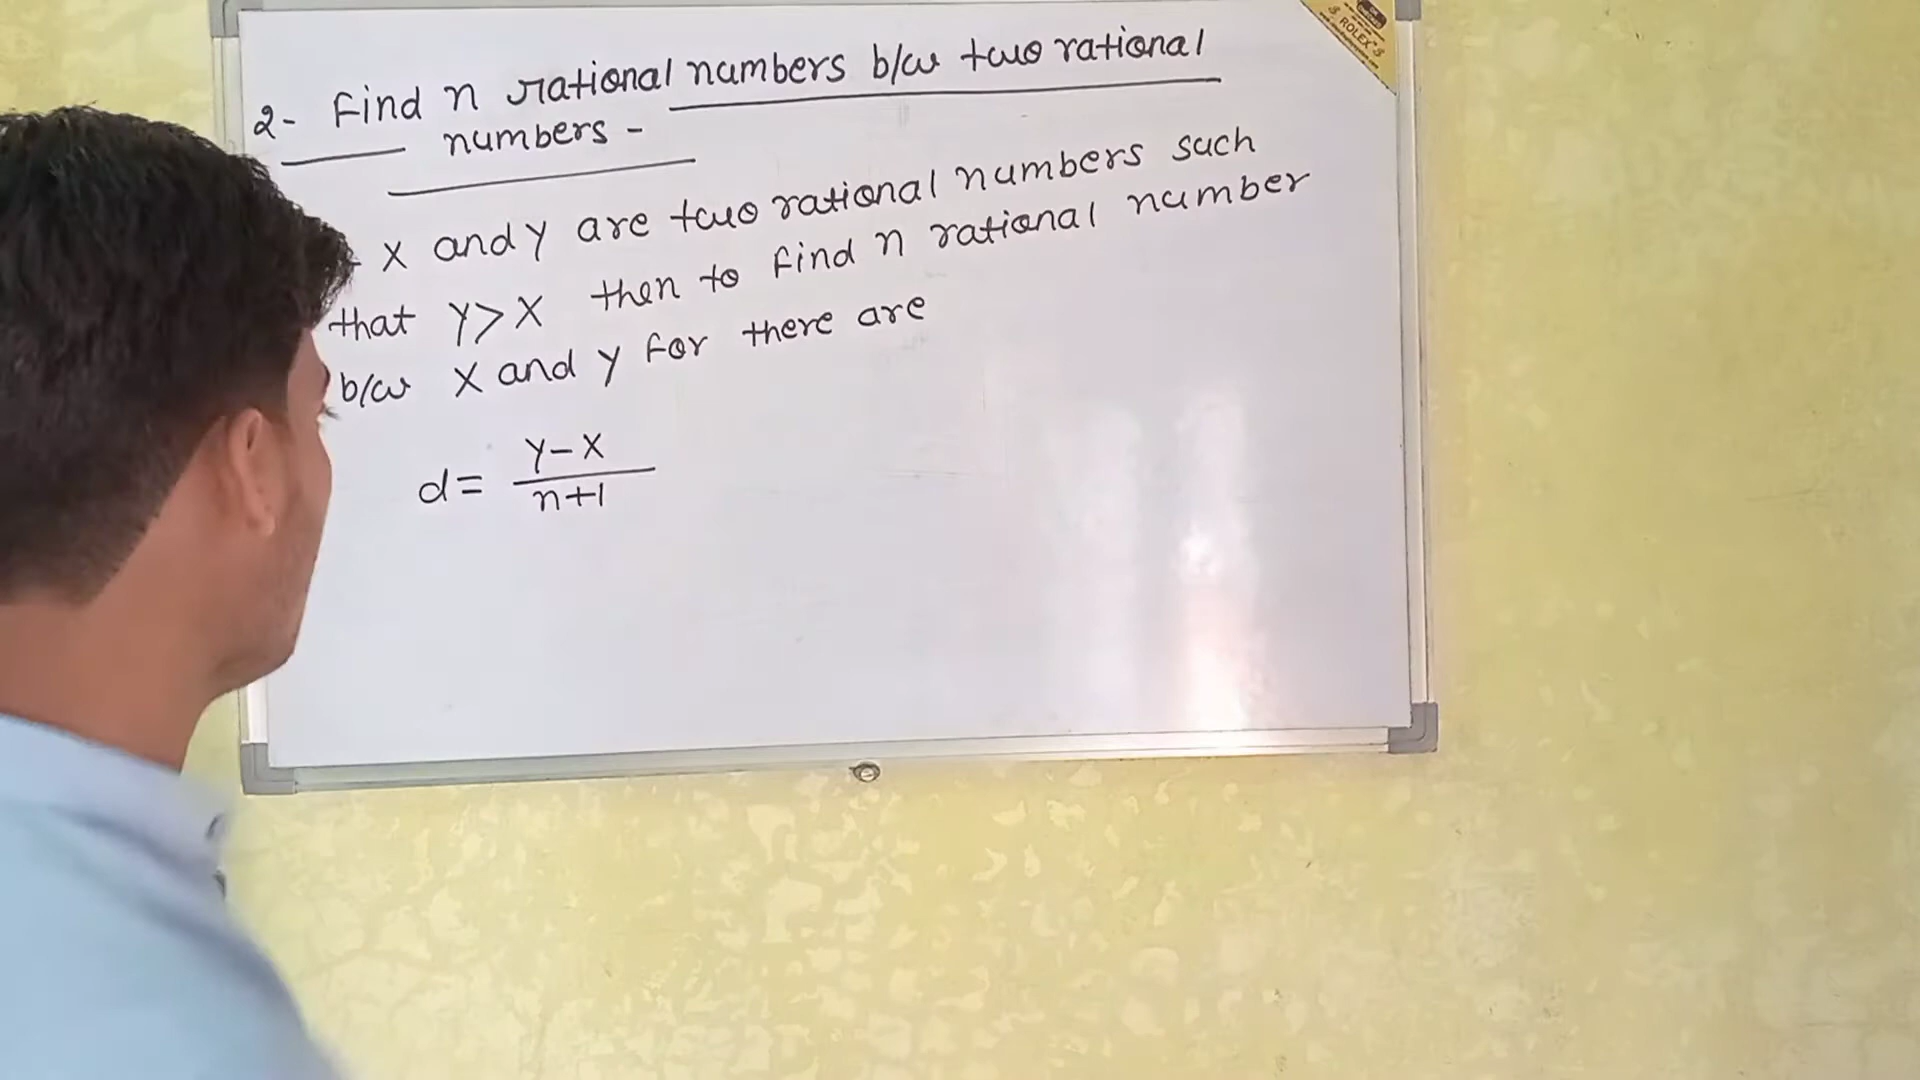 2- Find n rational numbers b/w two rational
numbers -
x and y are two rational numbers such
that y>x then to find n rational number
b/w x and y for there are
d= y-x
n+1
ROLEX